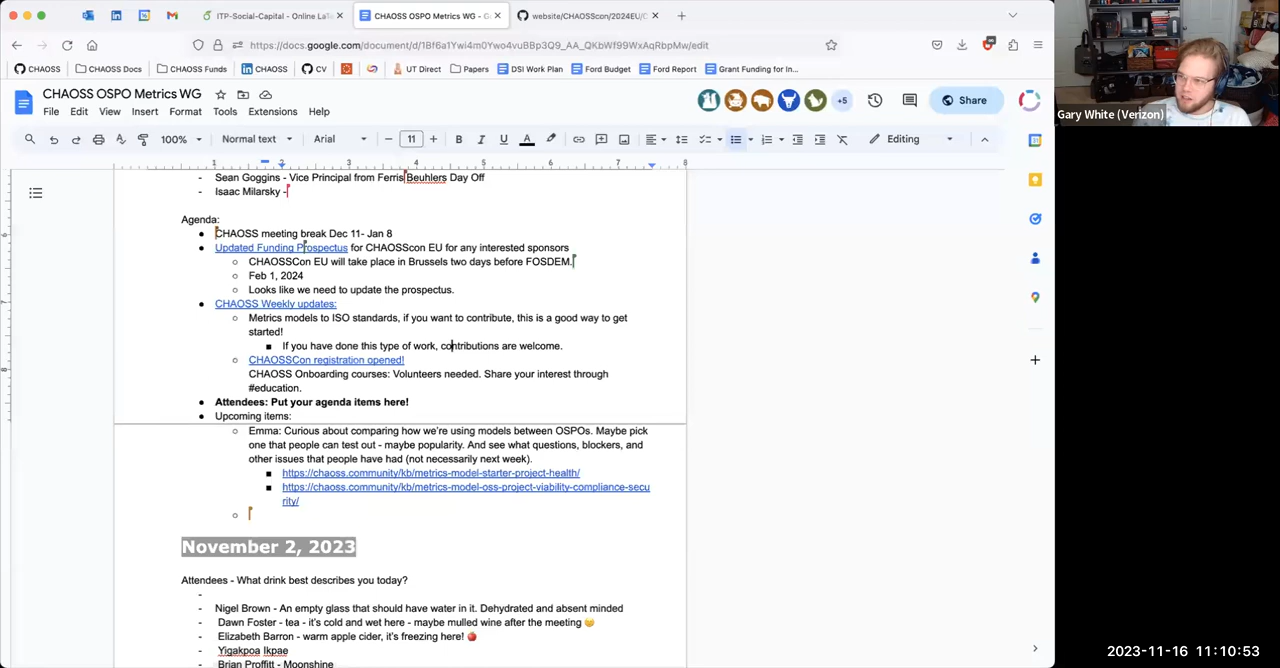 ITP-Social-Capital - Online LaTe
CHAOSS OSPO Metrics WG - G
website/CHAOSScon/2024EU/C
https://docs.google.com/document/d/1Bf6a1Ywi4m0Ywo4vuBBp3Q9_AA_QKbWf99WxAqRbpMw/edit
CHAOSS
CHAOSS Docs
CHAOSS Funds
CHAOSS
CV
UT Direct
Papers
DSI Work Plan
Ford Budget
Ford Report
Grant Funding for In...
CHAOSS OSPO Metrics WG
File Edit View Insert Format Tools Extensions Help
+5
Share
100%
Normal text
Arial
11
B I U A
Editing
1 2 3 4 5 6 7 8
- Sean Goggins - Vice Principal from Ferris Beuhlers Day Off
- Isaac Milarsky -
Agenda:
● CHAOSS meeting break Dec 11- Jan 8
● Updated Funding Prospectus for CHAOSScon EU for any interested sponsors
○ CHAOSSCon EU will take place in Brussels two days before FOSDEM.
○ Feb 1, 2024
○ Looks like we need to update the prospectus.
● CHAOSS Weekly updates:
○ Metrics models to ISO standards, if you want to contribute, this is a good way to get
started!
■ If you have done this type of work, contributions are welcome.
○ CHAOSSCon registration opened!
CHAOSS Onboarding courses: Volunteers needed. Share your interest through
#education.
● Attendees: Put your agenda items here!
● Upcoming items:
○ Emma: Curious about comparing how we're using models between OSPOs. Maybe pick
one that people can test out - maybe popularity. And see what questions, blockers, and
other issues that people have had (not necessarily next week).
■ https://chaoss.community/kb/metrics-model-starter-project-health/
■ https://chaoss.community/kb/metrics-model-oss-project-viability-compliance-secu
rity/
○
November 2, 2023
Attendees - What drink best describes you today?
-
- Nigel Brown - An empty glass that should have water in it. Dehydrated and absent minded
- Dawn Foster - tea - it's cold and wet here - maybe mulled wine after the meeting 😄
- Elizabeth Barron - warm apple cider, it's freezing here! 🍎
- Yigakpoa Ikpae
- Brian Proffitt - Moonshine
Gary White (Verizon)
2023-11-16 11:10:53